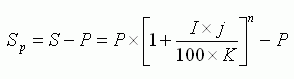 S_p = S − P = P × [1 + (I × j)/(100 × K)]^n − P